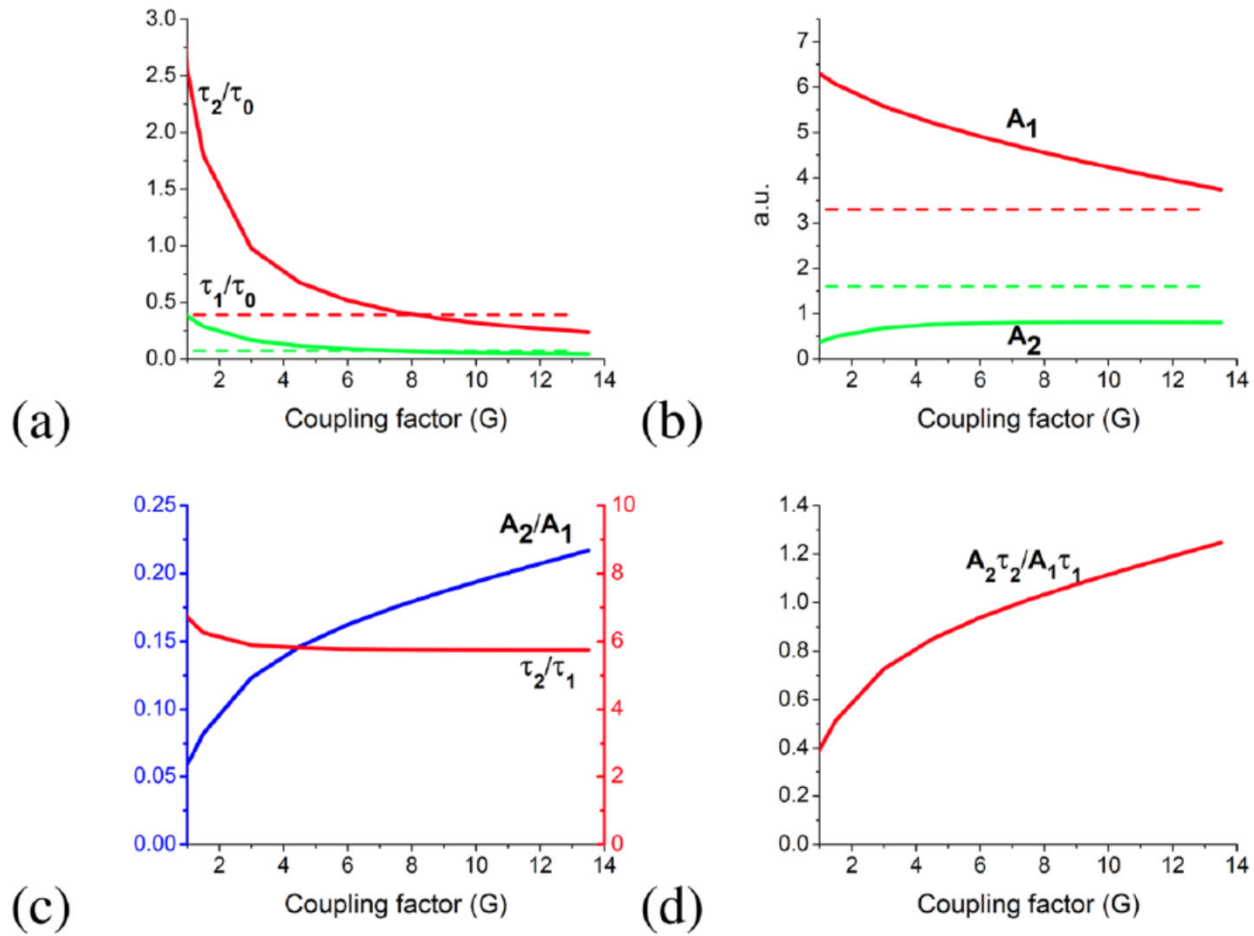 3.0
2.5
2.0
1.5
1.0
0.5
0.0
τ2/τ0
τ1/τ0
2 4 6 8 10 12 14
Coupling factor (G)
(a)
7
6
5
4
3
2
1
0
a.u.
A1
A2
2 4 6 8 10 12 14
Coupling factor (G)
(b)
0.25
0.20
0.15
0.10
0.05
0.00
A2/A1
τ2/τ1
10
8
6
4
2
0
2 4 6 8 10 12 14
Coupling factor (G)
(c)
1.4
1.2
1.0
0.8
0.6
0.4
0.2
0.0
A2τ2/A1τ1
2 4 6 8 10 12 14
Coupling factor (G)
(d)